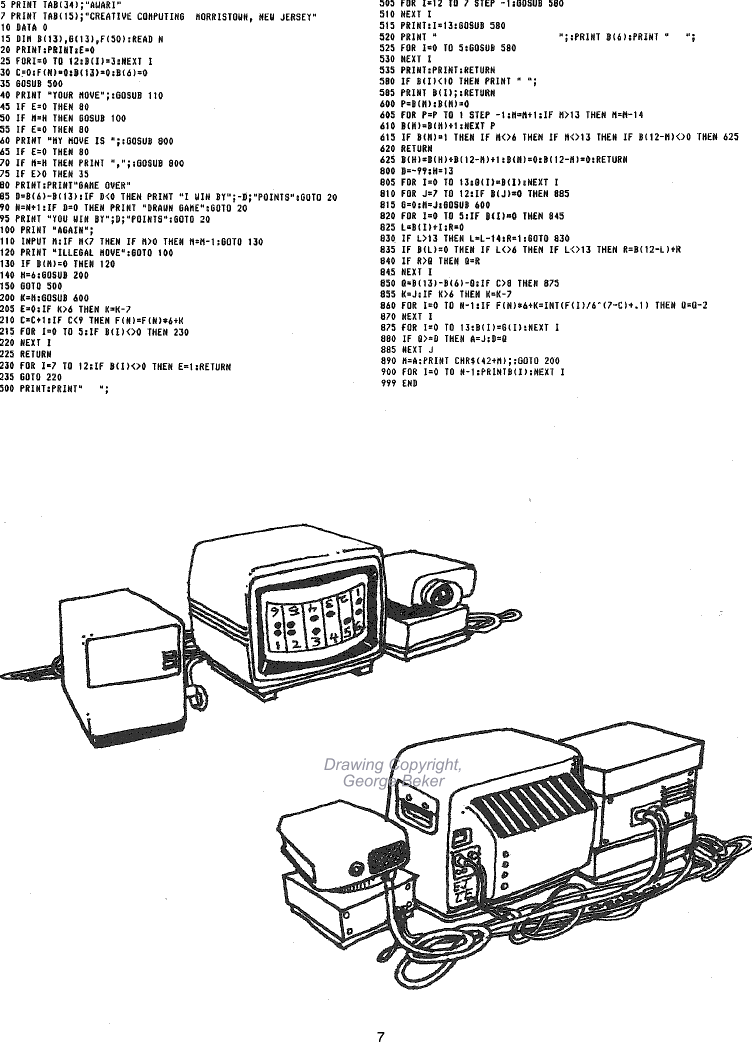 5 PRINT TAB(34);"AWARI"
7 PRINT TAB(15);"CREATIVE COMPUTING  MORRISTOWN, NEW JERSEY"
10 DATA 0
15 DIM B(13),G(13),F(50):READ N
20 PRINT:PRINT:E=0
25 FORI=0 TO 12:B(I)=3:NEXT I
30 C=0:F(N)=0:B(13)=0:B(6)=0
35 GOSUB 500
40 PRINT "YOUR MOVE";:GOSUB 110
45 IF E=0 THEN 80
50 IF M=H THEN GOSUB 100
55 IF E=0 THEN 80
60 PRINT "MY MOVE IS ";:GOSUB 800
65 IF E=0 THEN 80
70 IF M=H THEN PRINT ",";:GOSUB 800
75 IF E>0 THEN 35
80 PRINT:PRINT"GAME OVER"
85 D=B(6)-B(13):IF D<0 THEN PRINT "I WIN BY";-D;"POINTS":GOTO 20
90 N=N+1:IF D=0 THEN PRINT "DRAWN GAME":GOTO 20
95 PRINT "YOU WIN BY";D;"POINTS":GOTO 20
100 PRINT "AGAIN";
110 INPUT M:IF M<7 THEN IF M>0 THEN M=M-1:GOTO 130
120 PRINT "ILLEGAL MOVE":GOTO 100
130 IF B(M)=0 THEN 120
140 H=6:GOSUB 200
150 GOTO 500
200 K=M:GOSUB 600
205 E=0:IF K>6 THEN K=K-7
210 C=C+1:IF C<9 THEN F(N)=F(N)*6+K
215 FOR I=0 TO 5:IF B(I)<>0 THEN 230
220 NEXT I
225 RETURN
230 FOR I=7 TO 12:IF B(I)<>0 THEN E=1:RETURN
235 GOTO 220
500 PRINT:PRINT"   ";
505 FOR I=12 TO 7 STEP -1:GOSUB 580
510 NEXT I
515 PRINT:I=13:GOSUB 580
520 PRINT "                       ";:PRINT B(6):PRINT "   ";
525 FOR I=0 TO 5:GOSUB 580
530 NEXT I
535 PRINT:PRINT:RETURN
580 IF B(I)<10 THEN PRINT " ";
585 PRINT B(I);:RETURN
600 P=B(M):B(M)=0
605 FOR P=P TO 1 STEP -1:M=M+1:IF M>13 THEN M=M-14
610 B(M)=B(M)+1:NEXT P
615 IF B(M)=1 THEN IF M<>6 THEN IF M<>13 THEN IF B(12-M)<>0 THEN 625
620 RETURN
625 B(H)=B(H)+B(12-M)+1:B(M)=0:B(12-M)=0:RETURN
800 D=-99:H=13
805 FOR I=0 TO 13:G(I)=B(I):NEXT I
810 FOR J=7 TO 12:IF B(J)=0 THEN 885
815 Q=0:M=J:GOSUB 600
820 FOR I=0 TO 5:IF B(I)=0 THEN 845
825 L=B(I)+I:R=0
830 IF L>13 THEN L=L-14:R=1:GOTO 830
835 IF B(L)=0 THEN IF L<>6 THEN IF L<>13 THEN R=B(12-L)+R
840 IF R>Q THEN Q=R
845 NEXT I
850 Q=B(13)-B(6)-Q:IF C>8 THEN 875
855 K=J:IF K>6 THEN K=K-7
860 FOR I=0 TO N-1:IF F(N)*6+K=INT(F(I)/6^(7-C)+.1) THEN Q=Q-2
870 NEXT I
875 FOR I=0 TO 13:B(I)=G(I):NEXT I
880 IF Q>=D THEN A=J:D=Q
885 NEXT J
890 M=A:PRINT CHR$(42+M);:GOTO 200
900 FOR I=0 TO N-1:PRINTB(I):NEXT I
999 END
6 5 4 3 2 1
1 2 3 4 5 6
Drawing Copyright,
George Beker
7